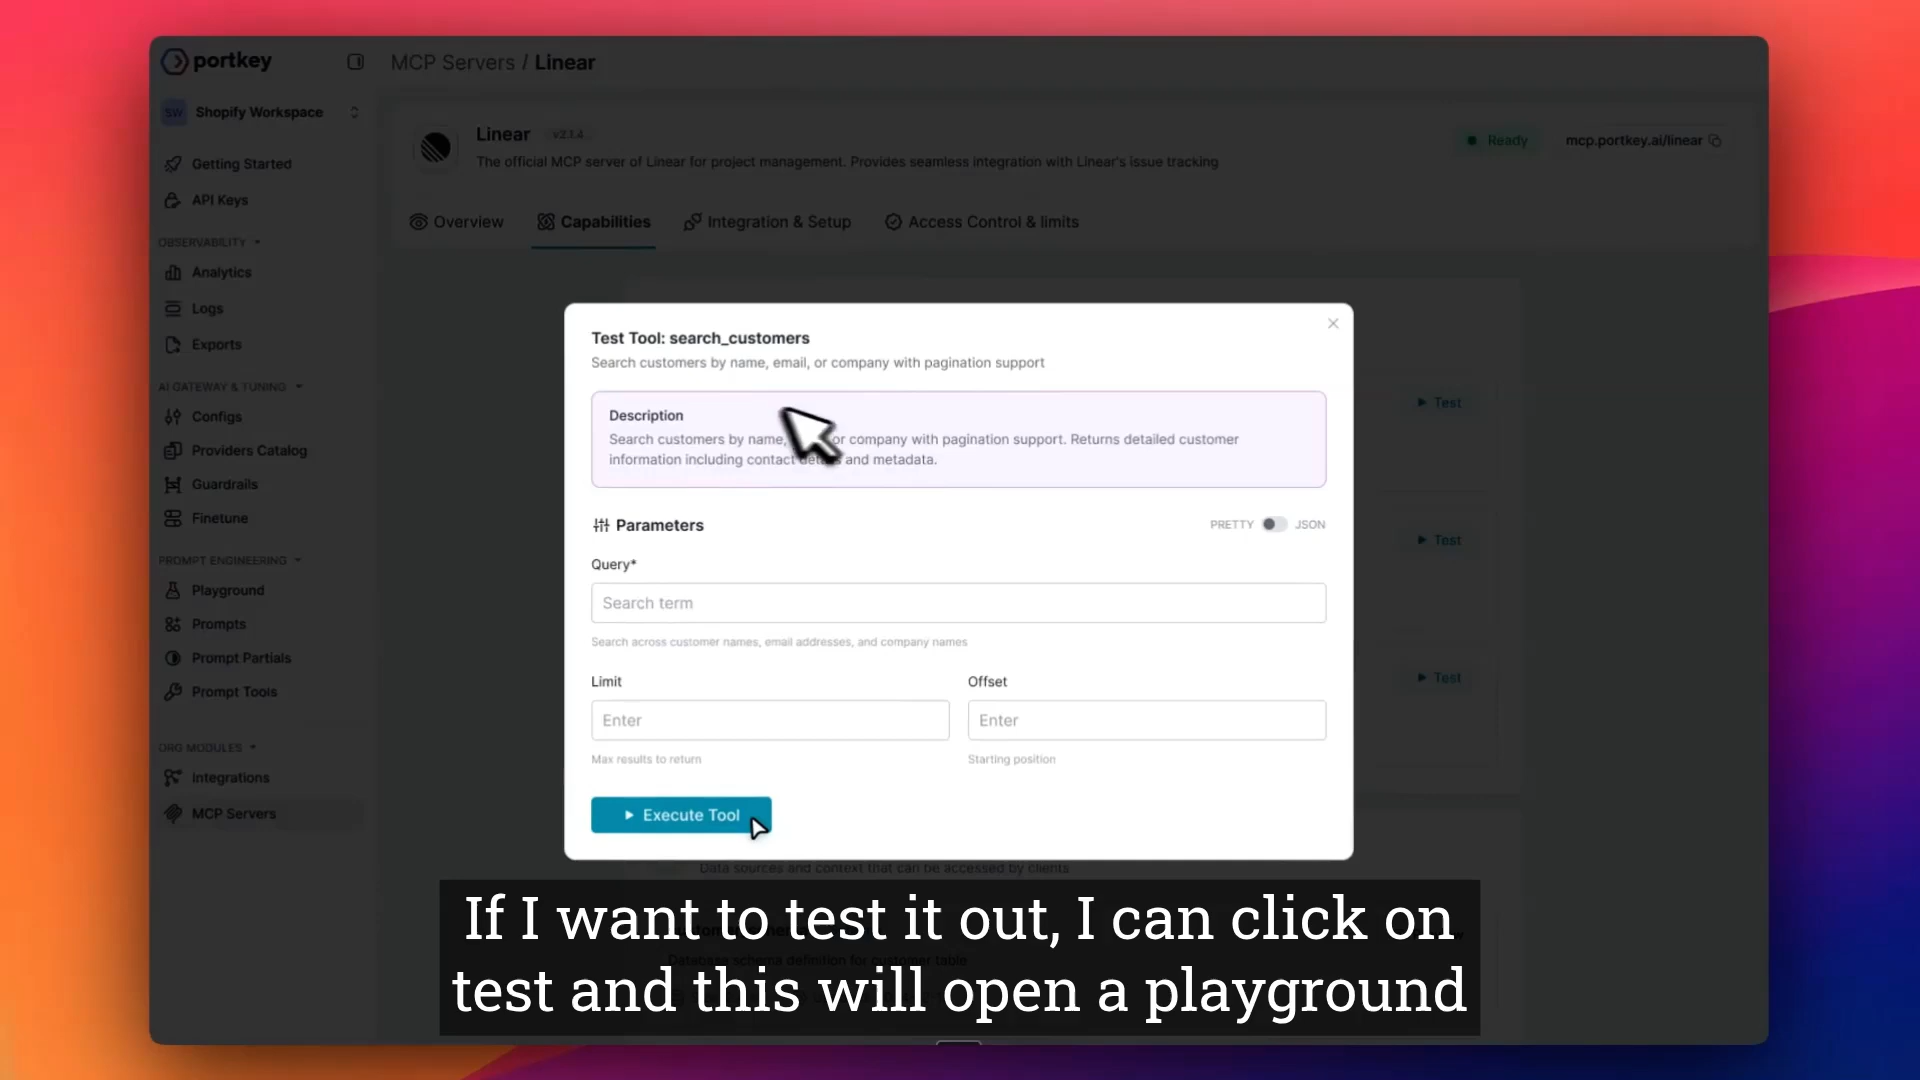 portkey
MCP Servers / Linear
SW Shopify Workspace
Linear v2.1.4
The official MCP server of Linear for project management. Provides seamless integration with Linear's issue tracking
Ready
mcp.portkey.ai/linear
Overview
Capabilities
Integration & Setup
Access Control & limits
Getting Started
API Keys
OBSERVABILITY
Analytics
Logs
Exports
AI GATEWAY & TUNING
Configs
Providers Catalog
Guardrails
Finetune
PROMPT ENGINEERING
Playground
Prompts
Prompt Partials
Prompt Tools
ORG MODULES
Integrations
MCP Servers
Test Tool: search_customers
Search customers by name, email, or company with pagination support
Description
Search customers by name, or company with pagination support. Returns detailed customer
information including contact and metadata.
Parameters
PRETTY JSON
Query*
Search term
Search across customer names, email addresses, and company names
Limit
Offset
Enter
Enter
Max results to return
Starting position
Execute Tool
Test
Test
Test
Data sources and context that can be accessed by clients
Database schema definition for customer table
If I want to test it out, I can click on
test and this will open a playground